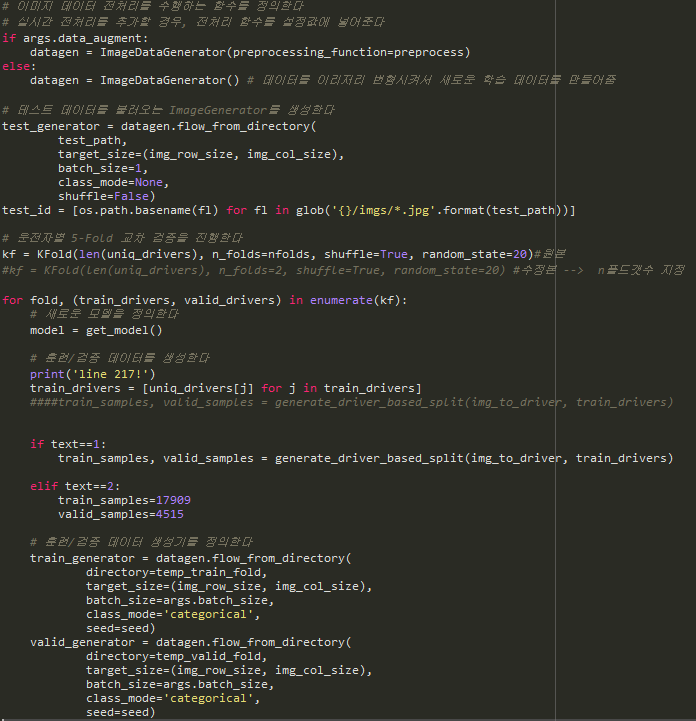 # 이미지 데이터 전처리를 수행하는 함수를 정의한다
# 실시간 전처리를 추가할 경우, 전처리 함수를 설정값에 넣어준다
if args.data_augment:
    datagen = ImageDataGenerator(preprocessing_function=preprocess)
else:
    datagen = ImageDataGenerator() # 데이터를 이리저리 변형시켜서 새로운 학습 데이터를 만들어줌

# 테스트 데이터를 불러오는 ImageGenerator를 생성한다
test_generator = datagen.flow_from_directory(
        test_path,
        target_size=(img_row_size, img_col_size),
        batch_size=1,
        class_mode=None,
        shuffle=False)
test_id = [os.path.basename(fl) for fl in glob('{}/imgs/*.jpg'.format(test_path))]

# 운전자별 5-Fold 교차 검증을 진행한다
kf = KFold(len(uniq_drivers), n_folds=nfolds, shuffle=True, random_state=20)#원본
#kf = KFold(len(uniq_drivers), n_folds=2, shuffle=True, random_state=20) #수정본 -->  n폴드갯수 지정

for fold, (train_drivers, valid_drivers) in enumerate(kf):
    # 새로운 모델을 정의한다
    model = get_model()

    # 훈련/검증 데이터를 생성한다
    print('line 217!')
    train_drivers = [uniq_drivers[j] for j in train_drivers]
    ####train_samples, valid_samples = generate_driver_based_split(img_to_driver, train_drivers)

    if text==1:
        train_samples, valid_samples = generate_driver_based_split(img_to_driver, train_drivers)

    elif text==2:
        train_samples=17909
        valid_samples=4515

    # 훈련/검증 데이터 생성기를 정의한다
    train_generator = datagen.flow_from_directory(
            directory=temp_train_fold,
            target_size=(img_row_size, img_col_size),
            batch_size=args.batch_size,
            class_mode='categorical',
            seed=seed)
    valid_generator = datagen.flow_from_directory(
            directory=temp_valid_fold,
            target_size=(img_row_size, img_col_size),
            batch_size=args.batch_size,
            class_mode='categorical',
            seed=seed)